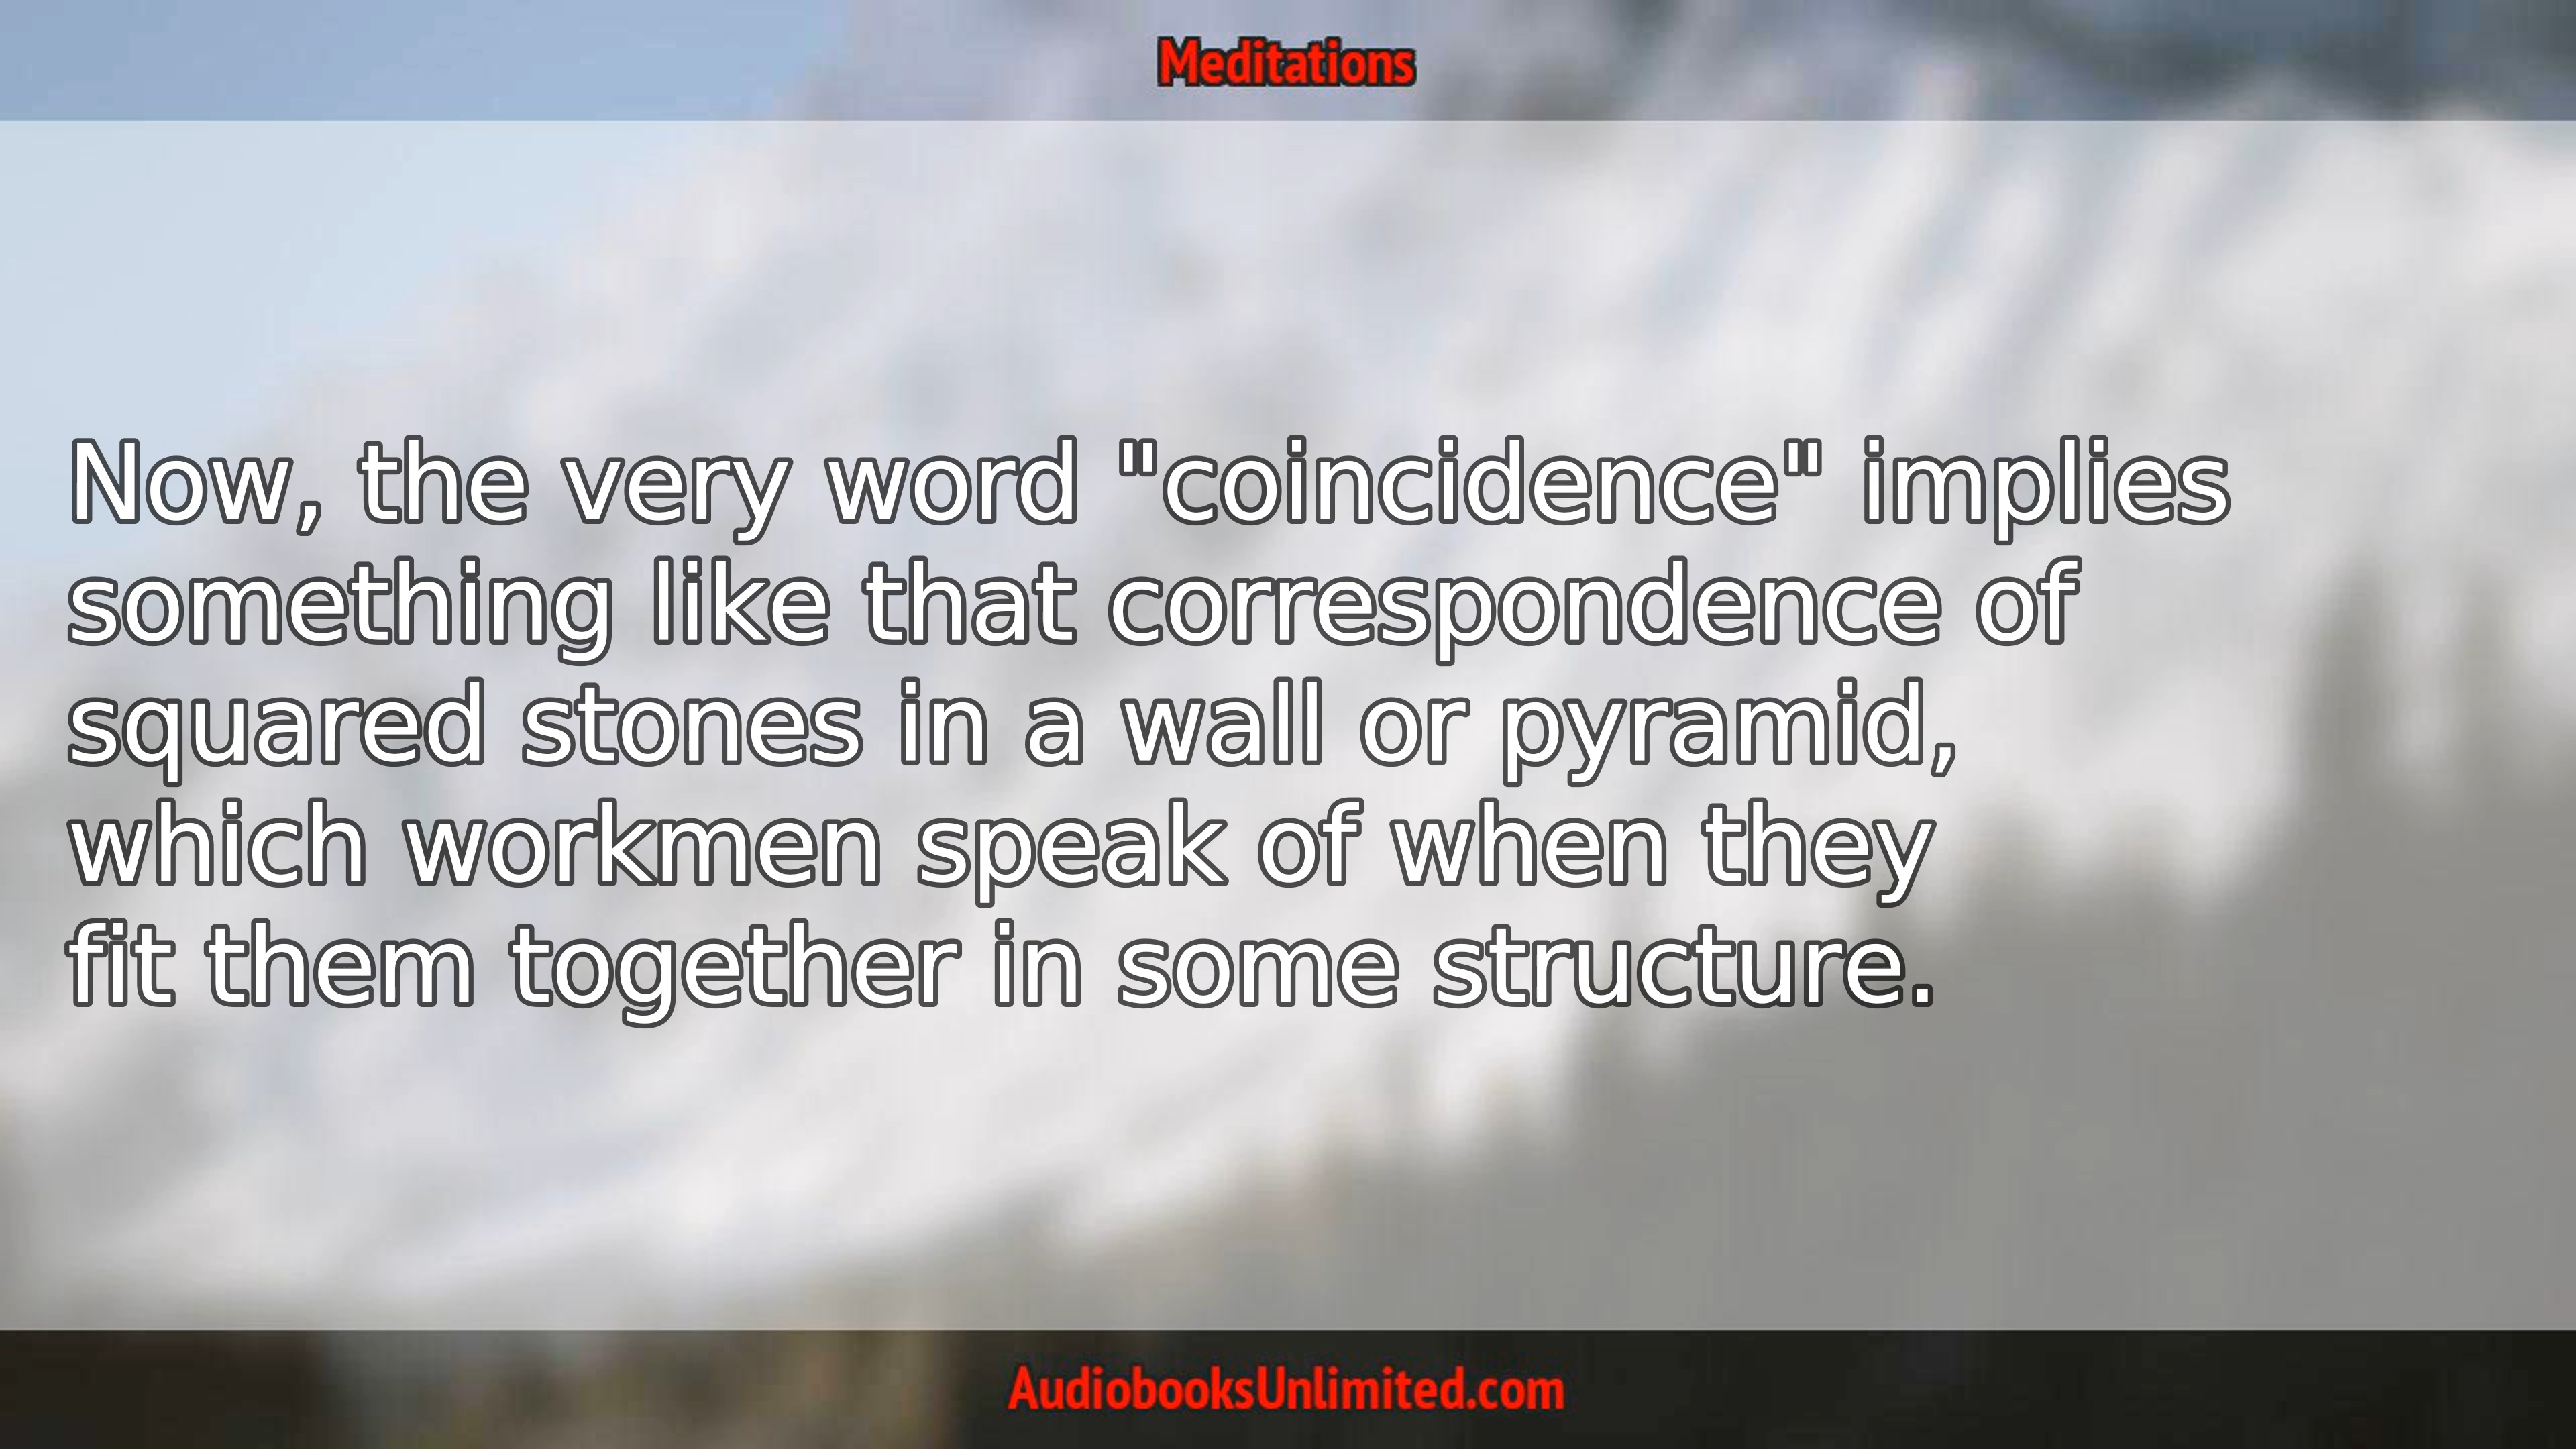 Meditations
Now, the very word "coincidence" implies
something like that correspondence of
squared stones in a wall or pyramid,
which workmen speak of when they
fit them together in some structure.
AudiobooksUnlimited.com